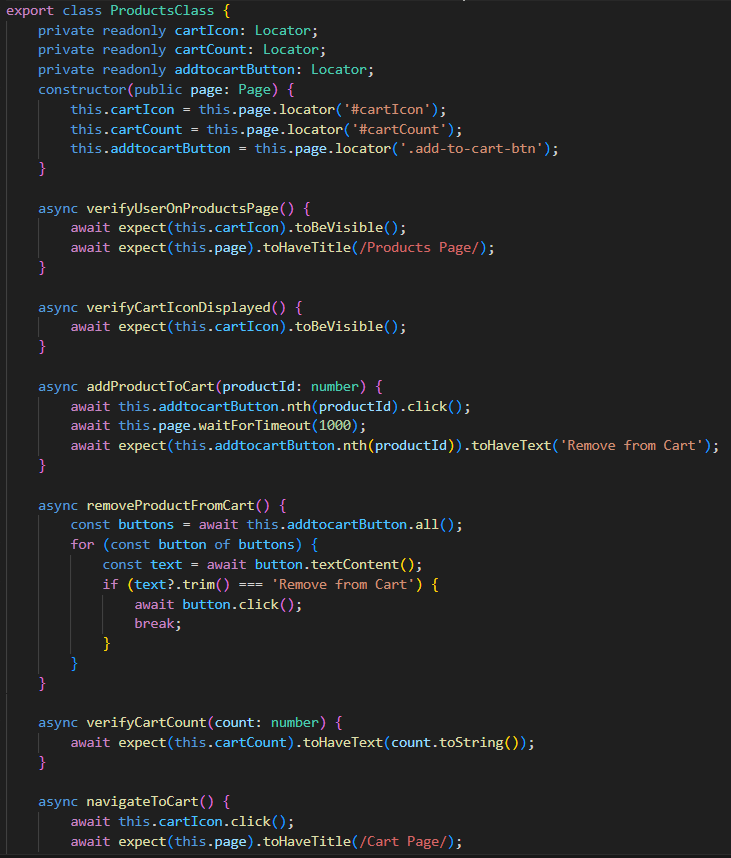 export class ProductsClass {
    private readonly cartIcon: Locator;
    private readonly cartCount: Locator;
    private readonly addtocartButton: Locator;
    constructor(public page: Page) {
        this.cartIcon = this.page.locator('#cartIcon');
        this.cartCount = this.page.locator('#cartCount');
        this.addtocartButton = this.page.locator('.add-to-cart-btn');
    }

    async verifyUserOnProductsPage() {
        await expect(this.cartIcon).toBeVisible();
        await expect(this.page).toHaveTitle(/Products Page/);
    }

    async verifyCartIconDisplayed() {
        await expect(this.cartIcon).toBeVisible();
    }

    async addProductToCart(productId: number) {
        await this.addtocartButton.nth(productId).click();
        await this.page.waitForTimeout(1000);
        await expect(this.addtocartButton.nth(productId)).toHaveText('Remove from Cart');
    }

    async removeProductFromCart() {
        const buttons = await this.addtocartButton.all();
        for (const button of buttons) {
            const text = await button.textContent();
            if (text?.trim() === 'Remove from Cart') {
                await button.click();
                break;
            }
        }
    }

    async verifyCartCount(count: number) {
        await expect(this.cartCount).toHaveText(count.toString());
    }

    async navigateToCart() {
        await this.cartIcon.click();
        await expect(this.page).toHaveTitle(/Cart Page/);